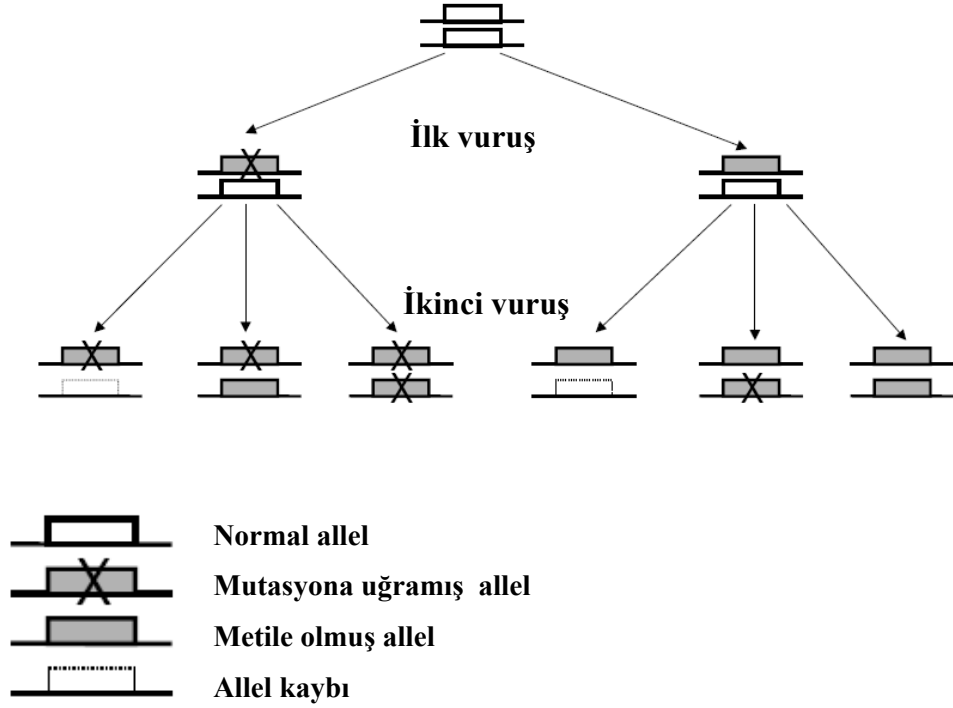 İlk vuruş
İkinci vuruş
Normal allel
Mutasyona uğramış allel
Metile olmuş allel
Allel kaybı